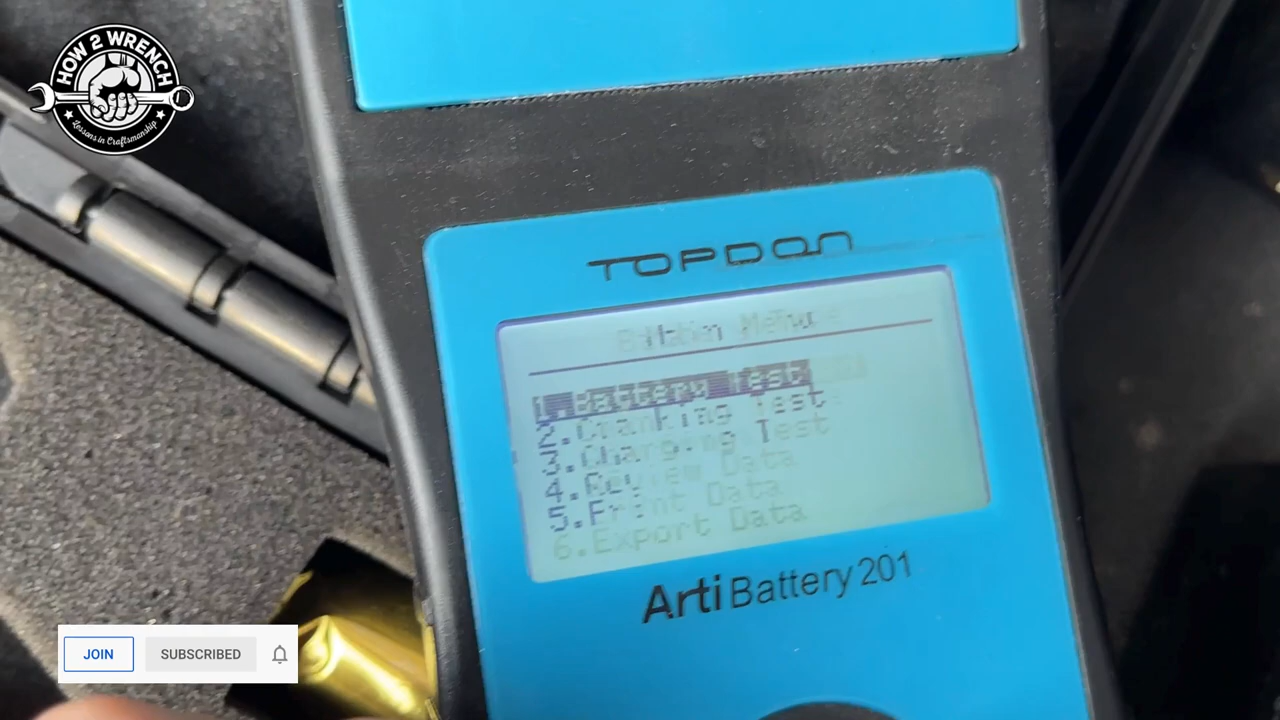 HOW 2 WRENCH
Lessons in Craftsmanship
TOPDON
1.Battery Test
2.Cranking Test
3.Charging Test
4.Review Data
5.Print Data
6.Export Data
ArtiBattery 201
JOIN
SUBSCRIBED